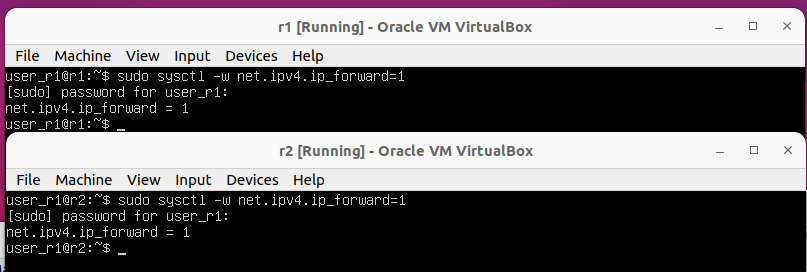 r1 [Running] - Oracle VM VirtualBox
File Machine View Input Devices Help
user_r1@r1:~$ sudo sysctl -w net.ipv4.ip_forward=1
[sudo] password for user_r1:
net.ipv4.ip_forward = 1
user_r1@r1:~$ _
r2 [Running] - Oracle VM VirtualBox
File Machine View Input Devices Help
user_r1@r2:~$ sudo sysctl -w net.ipv4.ip_forward=1
[sudo] password for user_r1:
net.ipv4.ip_forward = 1
user_r1@r2:~$ _